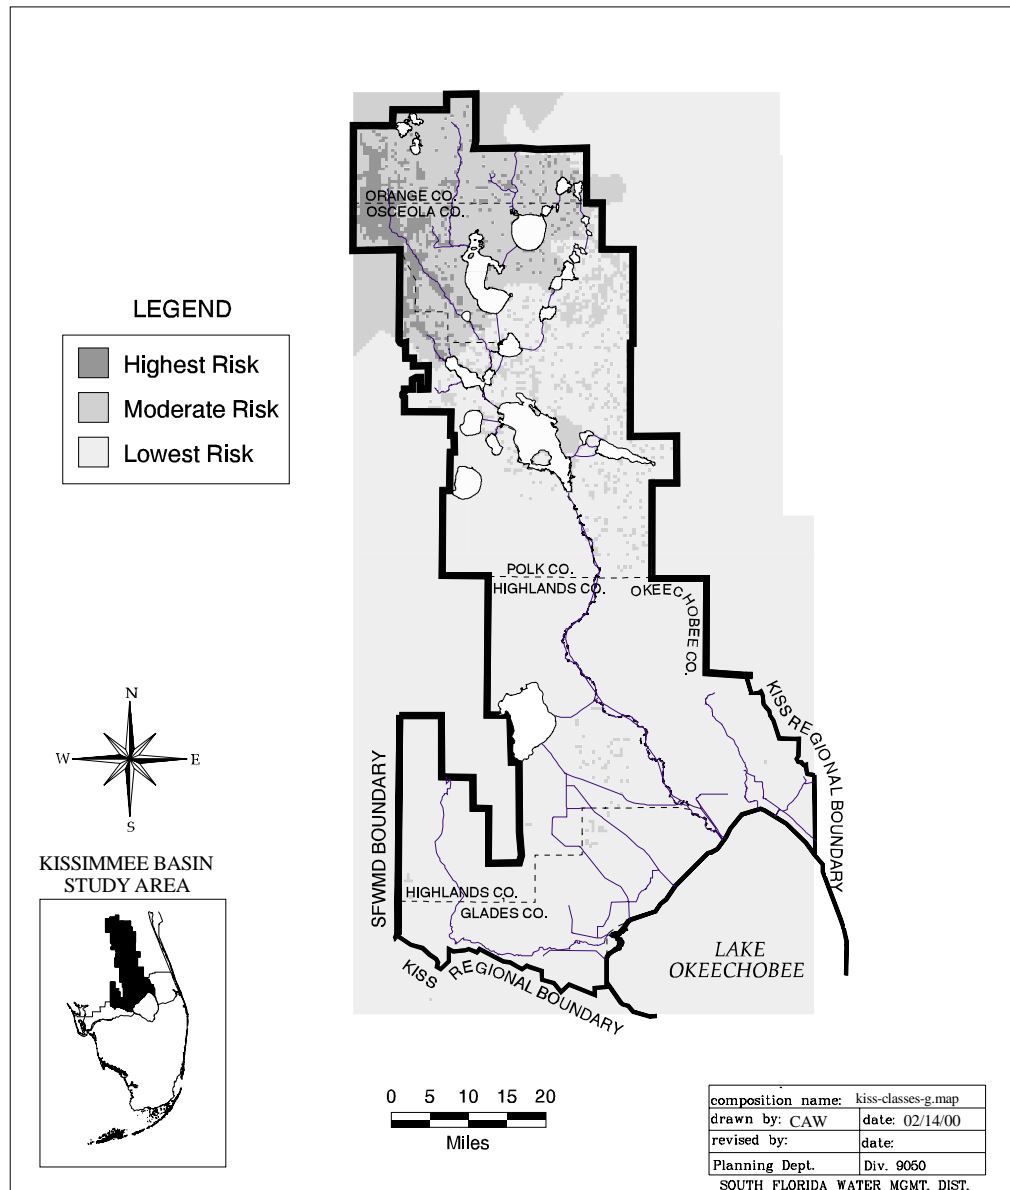 ORANGE CO.
OSCEOLA CO.
LEGEND
Highest Risk
Moderate Risk
Lowest Risk
POLK CO.
HIGHLANDS CO.
OKEECHOBEE CO.
KISS REGIONAL BOUNDARY
N
W
E
S
SFWMD BOUNDARY
KISSIMMEE BASIN
STUDY AREA
HIGHLANDS CO.
GLADES CO.
LAKE
OKEECHOBEE
KISS REGIONAL BOUNDARY
0 5 10 15 20
Miles
composition name: kiss-classes-g.map
drawn by: CAW date: 02/14/00
revised by: date:
Planning Dept. Div. 9050
SOUTH FLORIDA WATER MGMT. DIST.